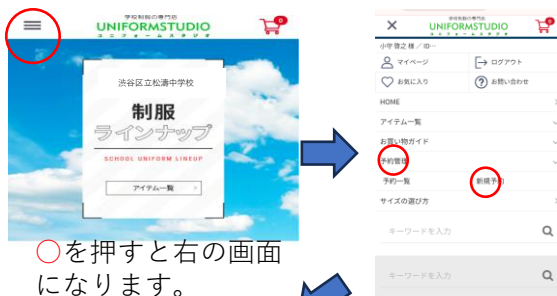 学校制服の専門店
UNIFORMSTUDIO
ユニフォームスタジオ
渋谷区立松濤中学校
制服
ラインナップ
SCHOOL UNIFORM LINEUP
アイテム一覧
○を押すと右の画面
になります。
学校制服の専門店
UNIFORMSTUDIO
ユニフォームスタジオ
小守啓之 様 / ID…
マイページ
ログアウト
お気に入り
お問い合わせ
HOME
アイテム一覧
お買い物ガイド
予約管理
予約一覧
新規予約
サイズの選び方
キーワードを入力
キーワードを入力